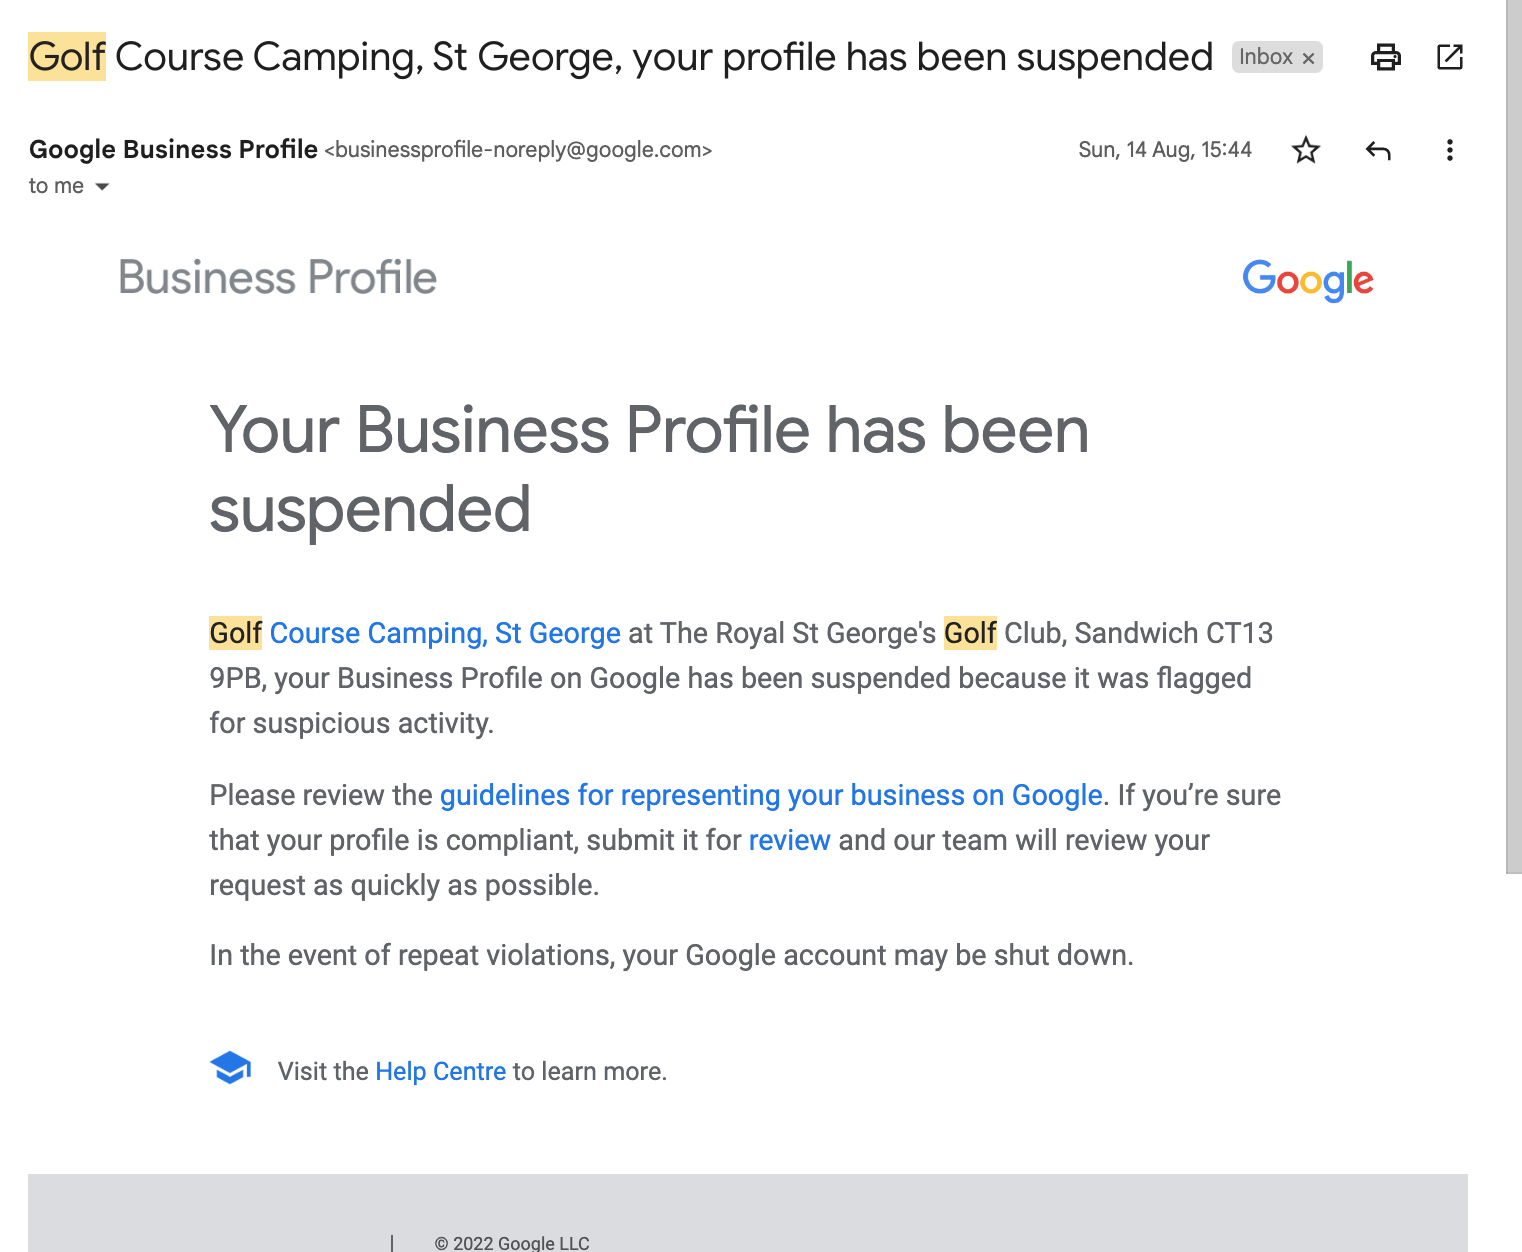 Golf Course Camping, St George, your profile has been suspended Inbox ×
Google Business Profile <businessprofile-noreply@google.com> Sun, 14 Aug, 15:44
to me
Business Profile Google
Your Business Profile has been
suspended
Golf Course Camping, St George at The Royal St George's Golf Club, Sandwich CT13
9PB, your Business Profile on Google has been suspended because it was flagged
for suspicious activity.
Please review the guidelines for representing your business on Google. If you’re sure
that your profile is compliant, submit it for review and our team will review your
request as quickly as possible.
In the event of repeat violations, your Google account may be shut down.
Visit the Help Centre to learn more.
© 2022 Google LLC